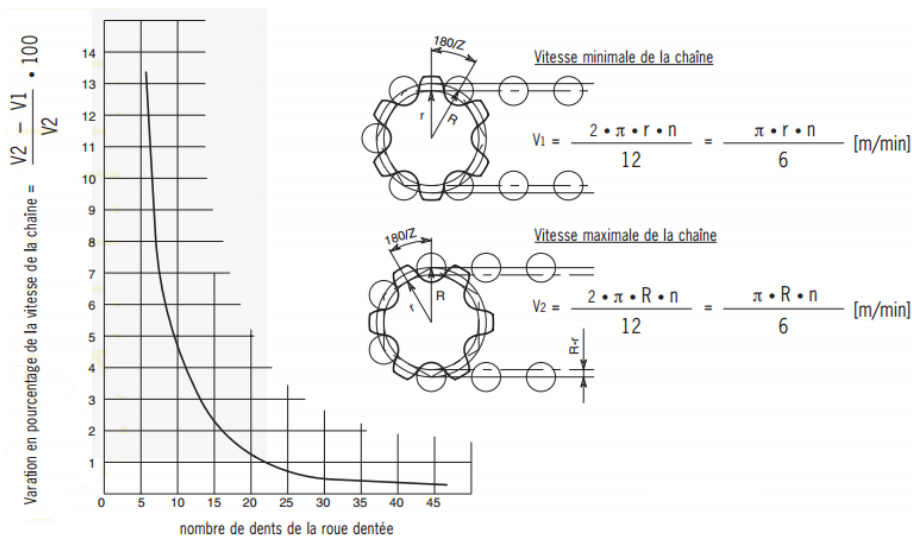 Varation en pourcentage de la vitesse de la chaîne = V2 – V1 / V2 • 100
14
13
12
11
10
9
8
7
6
5
4
3
2
1
0 5 10 15 20 25 30 35 45
nombre de dents de la roue dentée
180/Z
r
R
Vitesse minimale de la chaîne
V1 = 2 • π • r • n / 12 = π • r • n / 6 [m/min]
180/Z
r
R
R-r
Vitesse maximale de la chaîne
V2 = 2 • π • R • n / 12 = π • R • n / 6 [m/min]